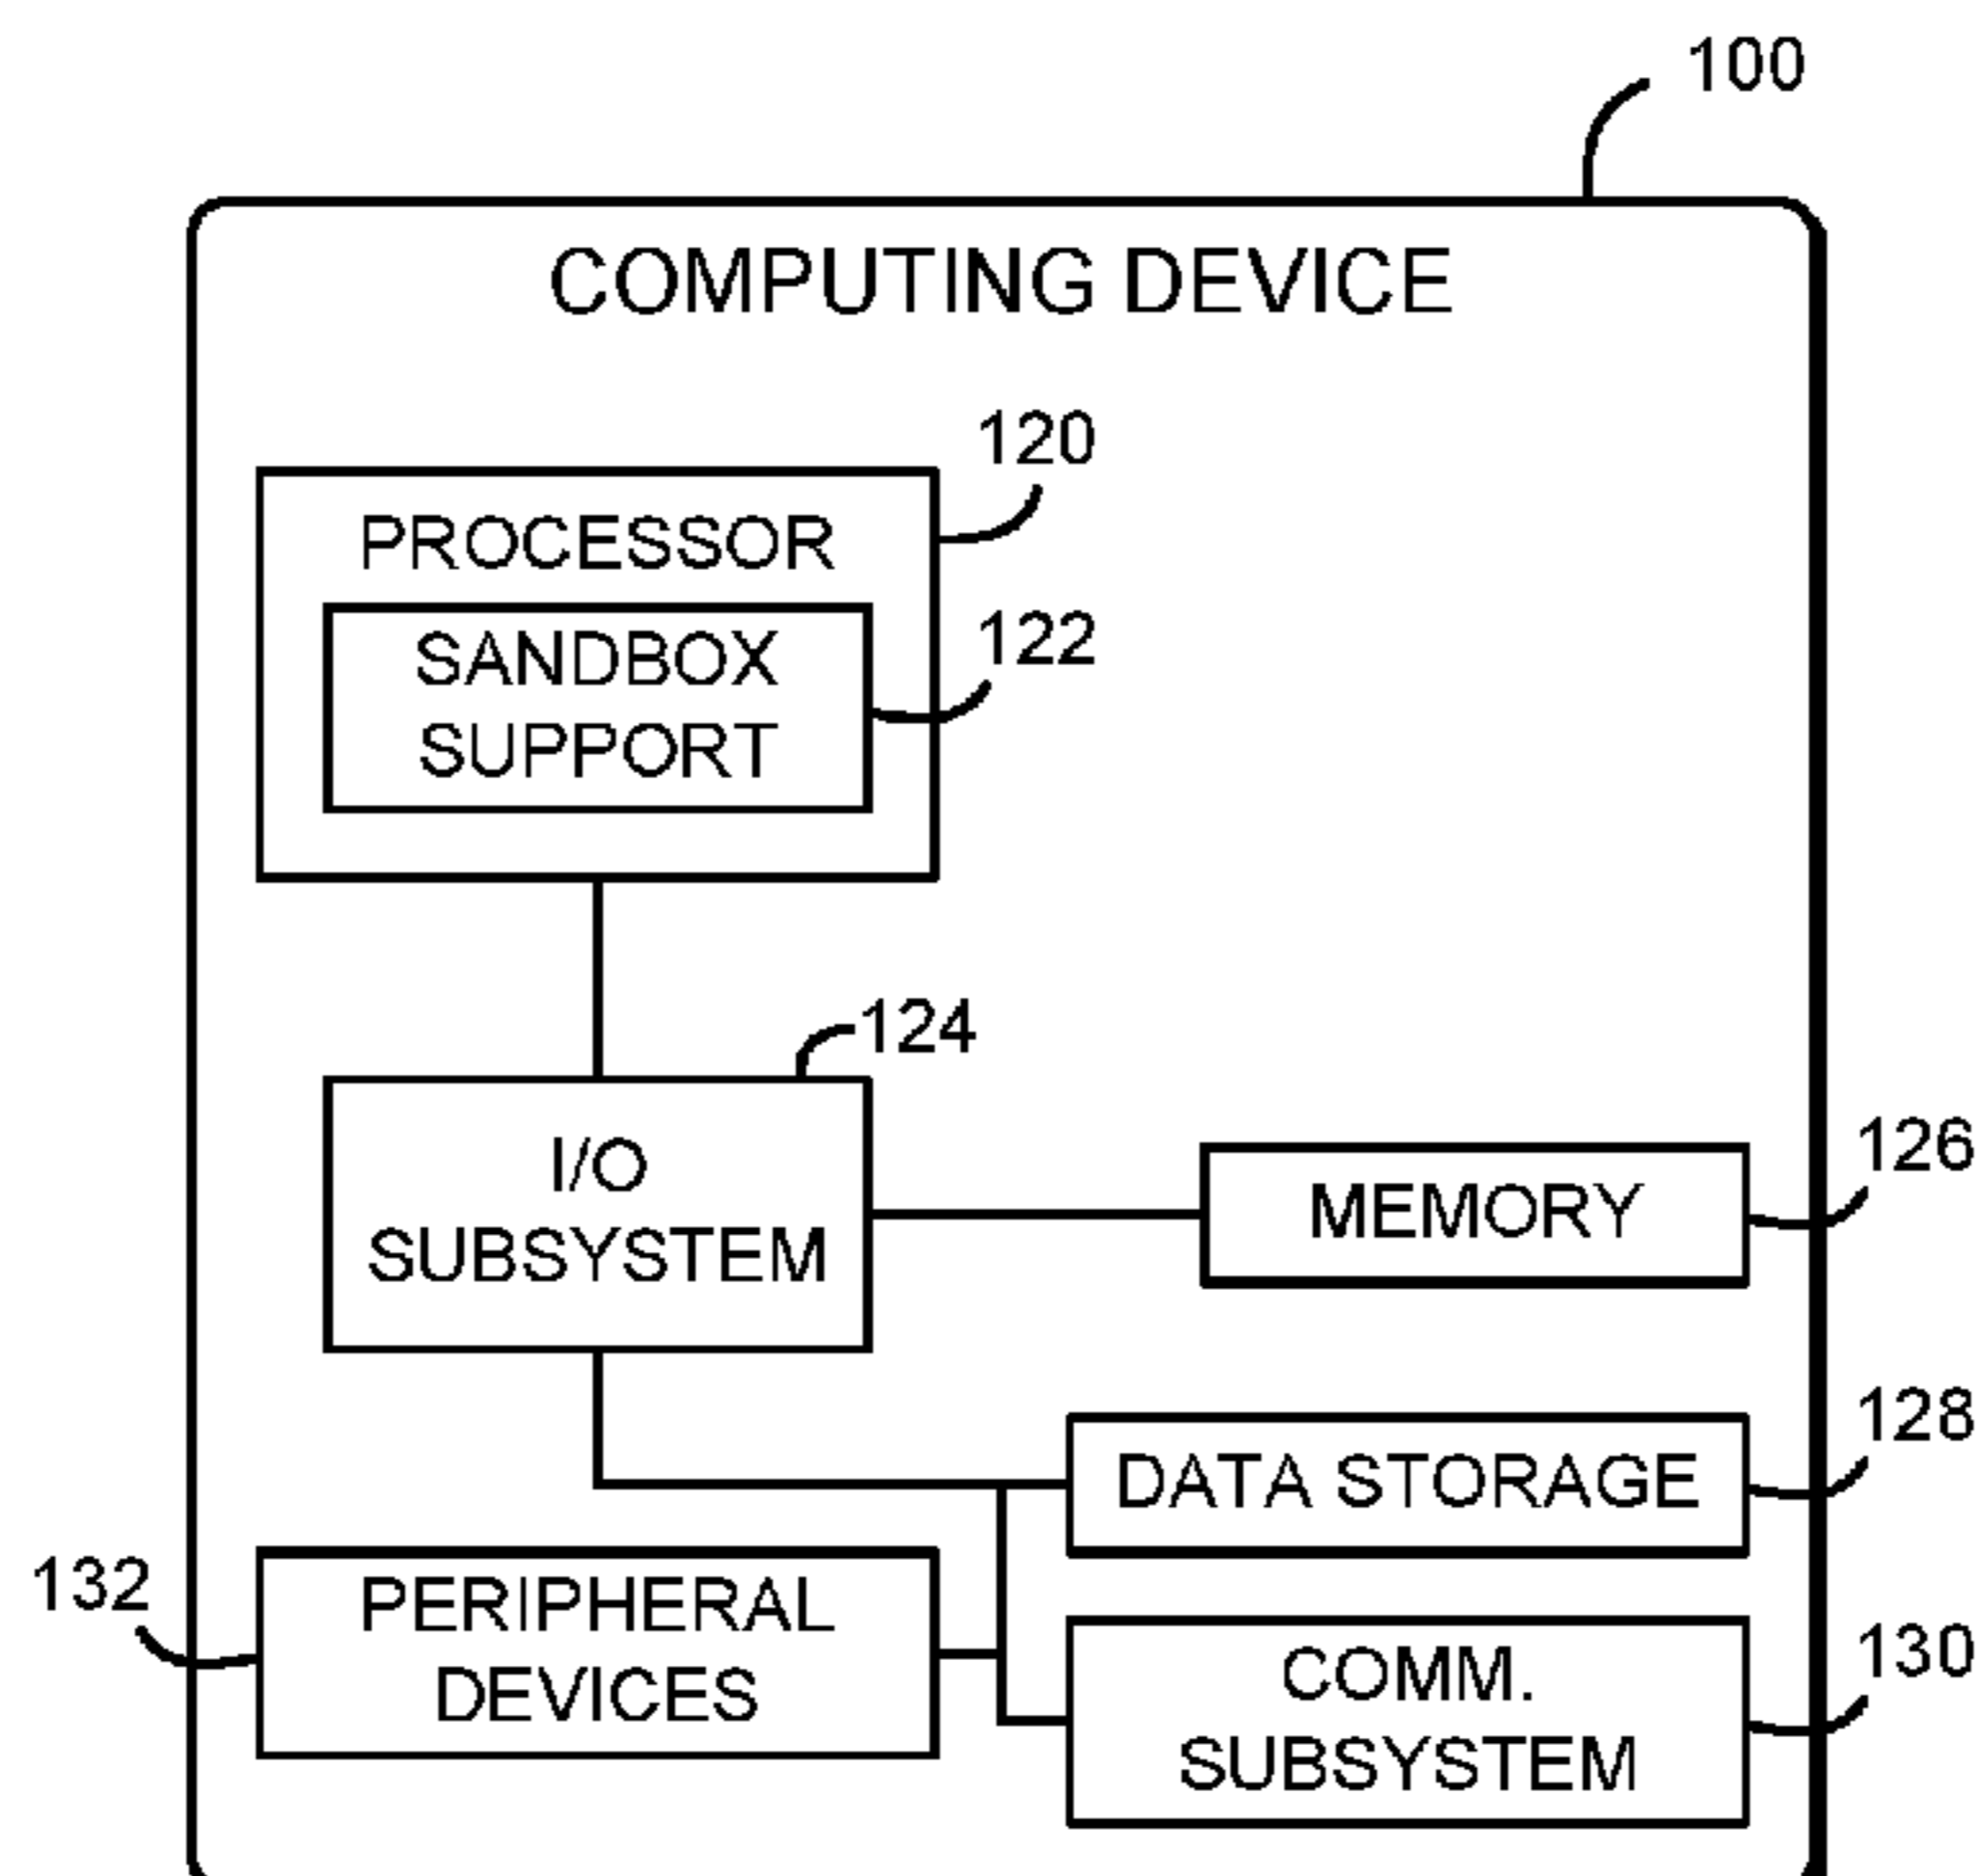 100
COMPUTING DEVICE
120
PROCESSOR
122
SANDBOX
SUPPORT
124
I/O
SUBSYSTEM
126
MEMORY
128
DATA STORAGE
132
PERIPHERAL
DEVICES
130
COMM.
SUBSYSTEM